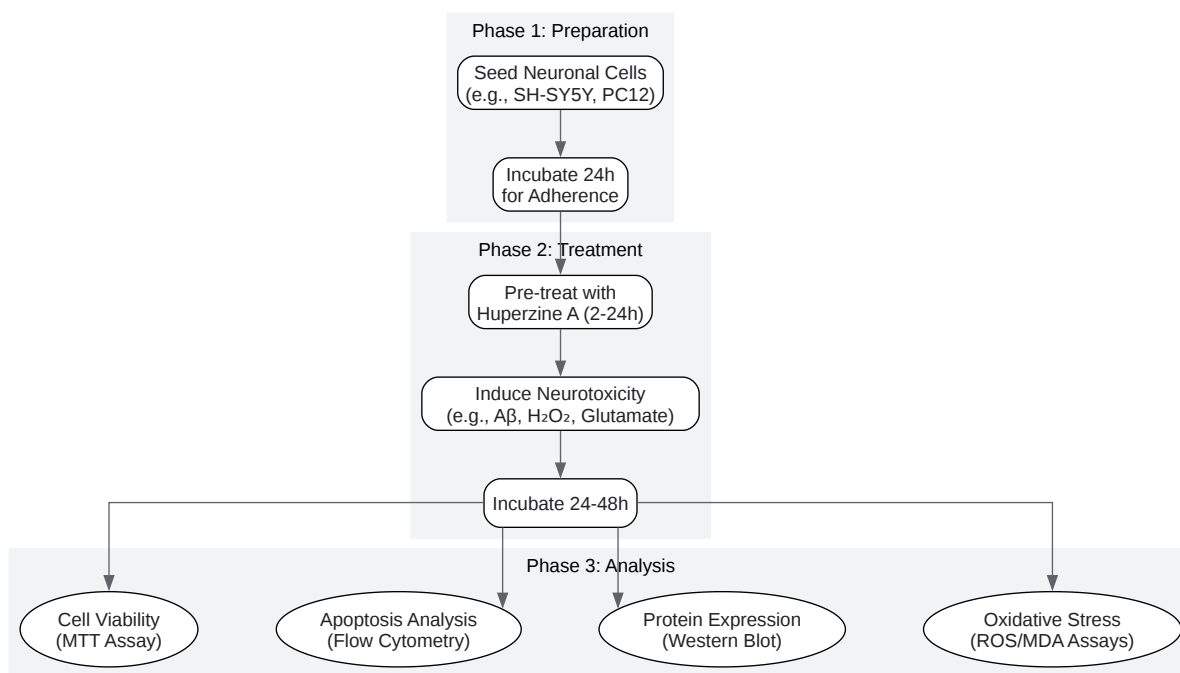 Phase 1: Preparation
Seed Neuronal Cells
(e.g., SH-SY5Y, PC12)
Incubate 24h
for Adherence
Phase 2: Treatment
Pre-treat with
Huperzine A (2-24h)
Induce Neurotoxicity
(e.g., Aβ, H₂O₂, Glutamate)
Incubate 24-48h
Phase 3: Analysis
Cell Viability
(MTT Assay)
Apoptosis Analysis
(Flow Cytometry)
Protein Expression
(Western Blot)
Oxidative Stress
(ROS/MDA Assays)